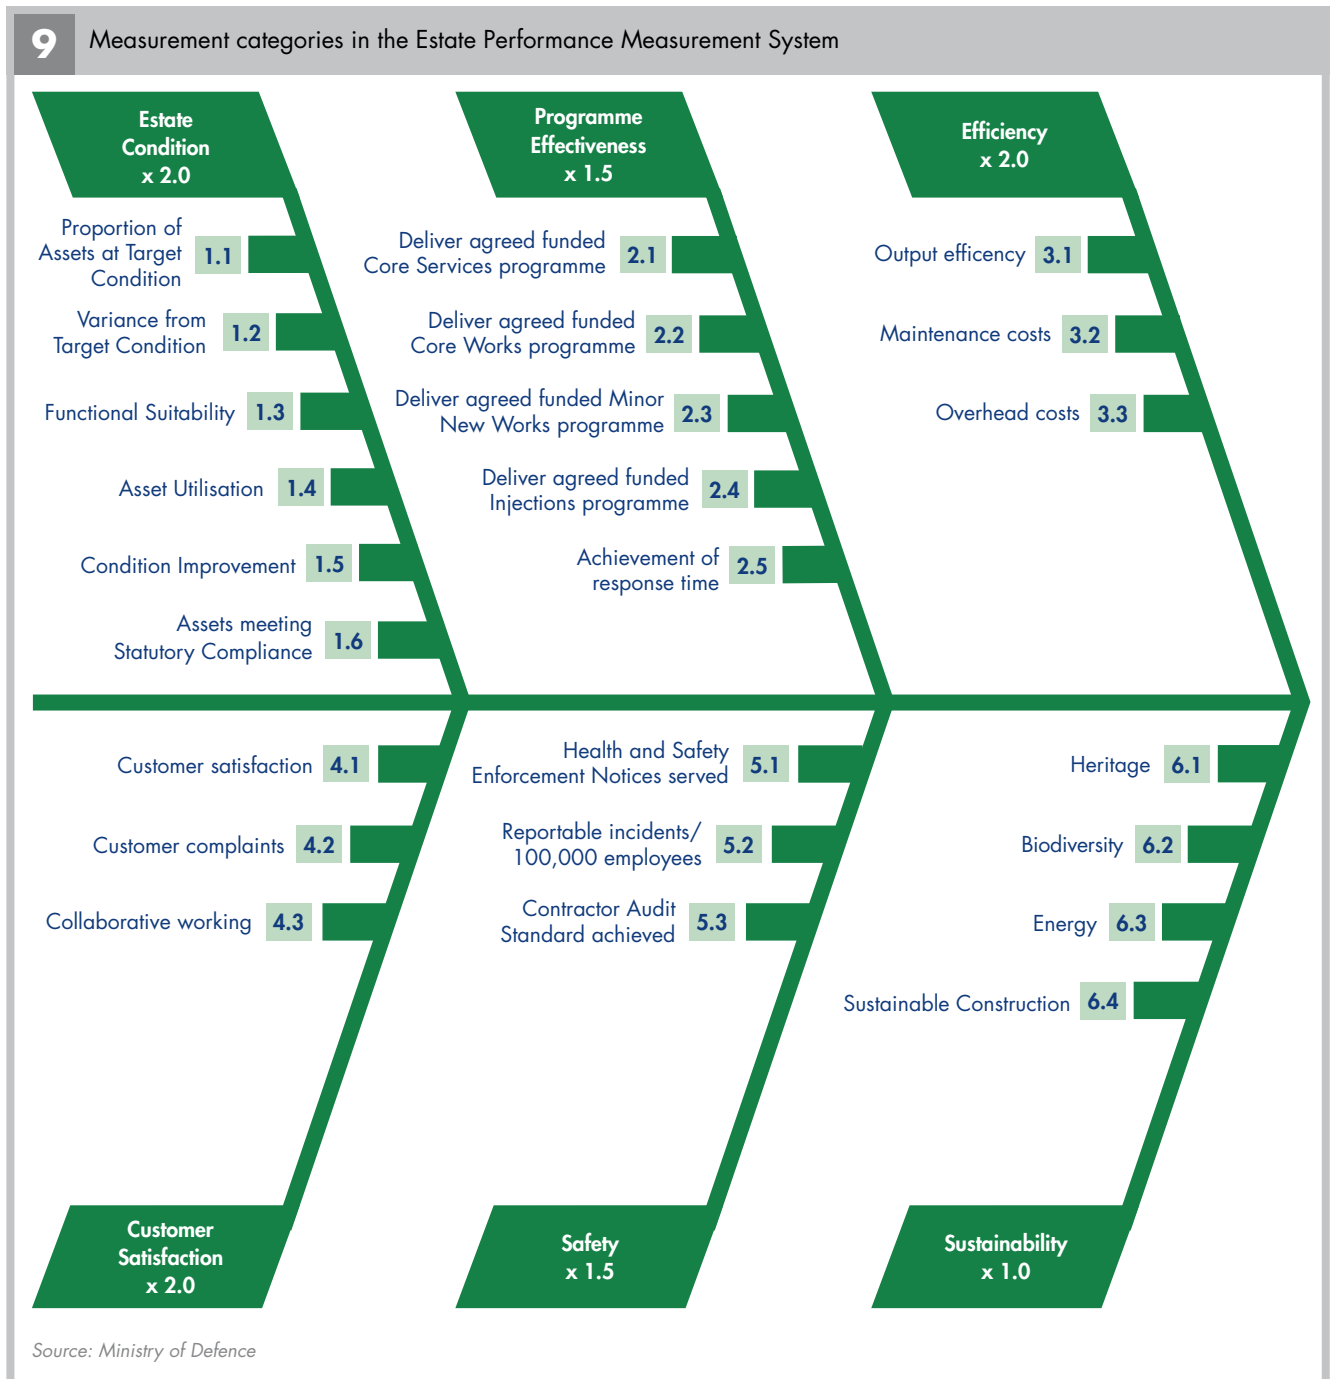 9
Measurement categories in the Estate Performance Measurement System
Estate
Condition
x 2.0
Proportion of
Assets at Target
Condition
1.1
Variance from
Target Condition
1.2
Functional Suitability
1.3
Asset Utilisation
1.4
Condition Improvement
1.5
Assets meeting
Statutory Compliance
1.6
Programme
Effectiveness
x 1.5
Deliver agreed funded
Core Services programme
2.1
Deliver agreed funded
Core Works programme
2.2
Deliver agreed funded Minor
New Works programme
2.3
Deliver agreed funded
Injections programme
2.4
Achievement of
response time
2.5
Efficiency
x 2.0
Output efficency
3.1
Maintenance costs
3.2
Overhead costs
3.3
Customer satisfaction
4.1
Customer complaints
4.2
Collaborative working
4.3
Customer
Satisfaction
x 2.0
Health and Safety
Enforcement Notices served
5.1
Reportable incidents/
100,000 employees
5.2
Contractor Audit
Standard achieved
5.3
Safety
x 1.5
Heritage
6.1
Biodiversity
6.2
Energy
6.3
Sustainable Construction
6.4
Sustainability
x 1.0
Source: Ministry of Defence